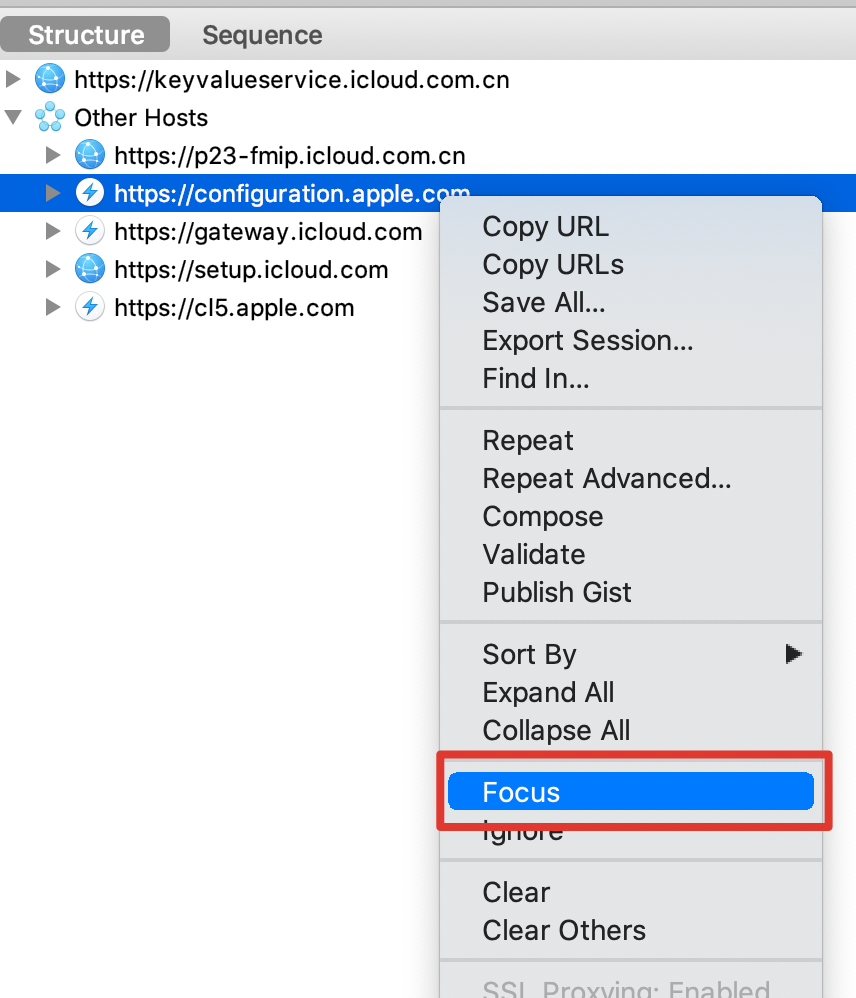 Structure Sequence
https://keyvalueservice.icloud.com.cn
Other Hosts
https://p23-fmip.icloud.com.cn
https://configuration.apple.com
https://gateway.icloud.com
https://setup.icloud.com
https://cl5.apple.com
Copy URL
Copy URLs
Save All...
Export Session...
Find In...
Repeat
Repeat Advanced...
Compose
Validate
Publish Gist
Sort By
Expand All
Collapse All
Focus
Ignore
Clear
Clear Others
SSL Proxying: Enabled